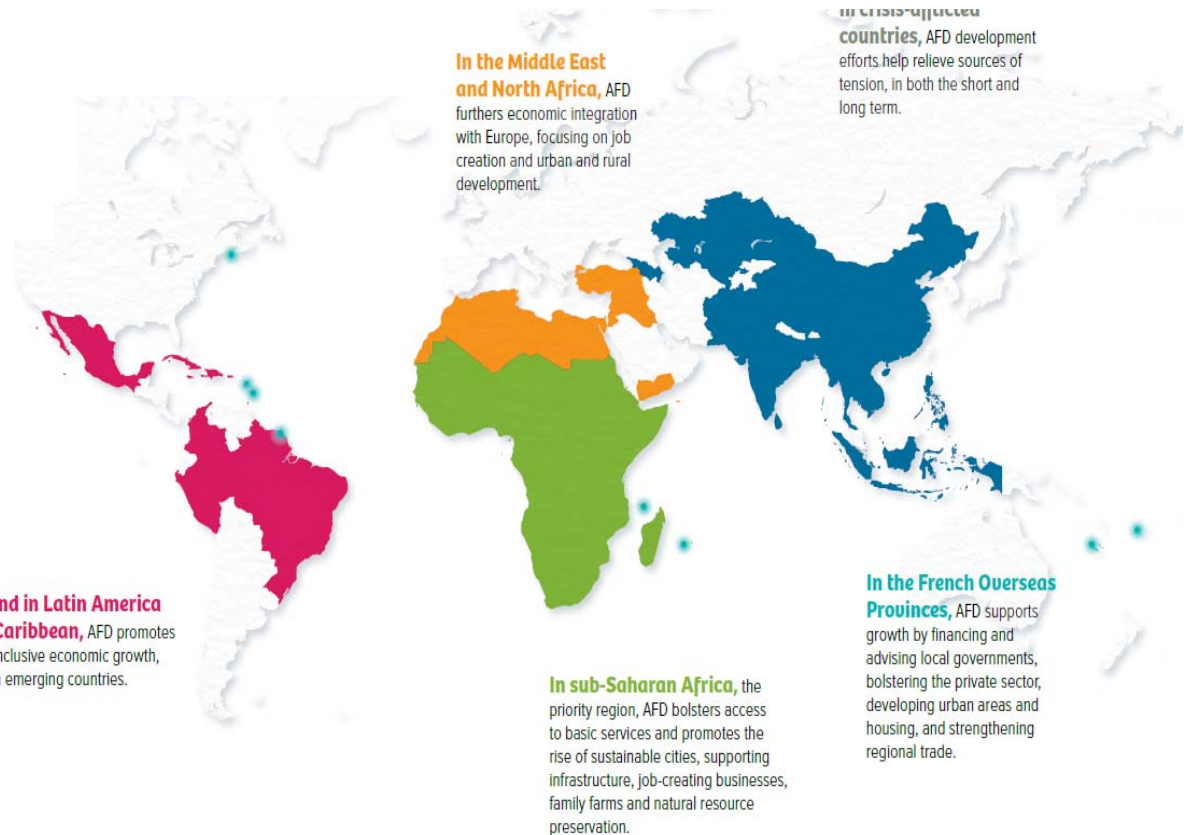 in crisis-afflicted
countries, AFD development
efforts help relieve sources of
tension, in both the short and
long term.
In the Middle East
and North Africa, AFD
furthers economic integration
with Europe, focusing on job
creation and urban and rural
development.
in Latin America
Caribbean, AFD promotes
economic growth,
emerging countries.
In sub-Saharan Africa, the
priority region, AFD bolsters access
to basic services and promotes the
rise of sustainable cities, supporting
infrastructure, job-creating businesses,
family farms and natural resource
preservation.
In the French Overseas
Provinces, AFD supports
growth by financing and
advising local governments,
bolstering the private sector,
developing urban areas and
housing, and strengthening
regional trade.